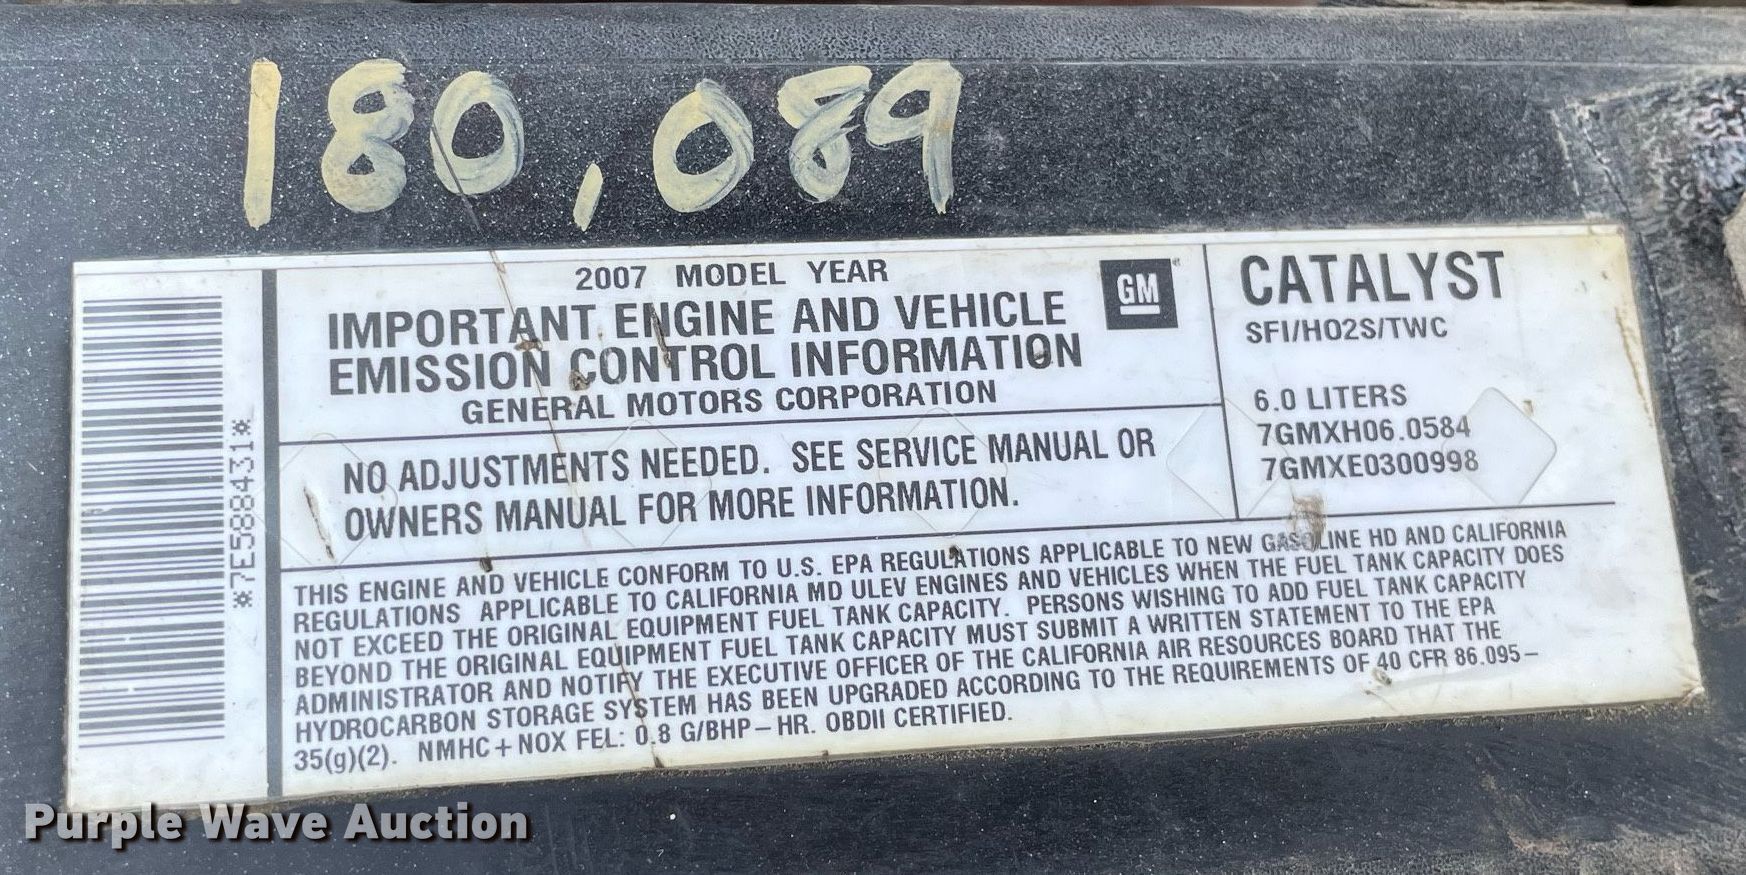 180,089
2007 MODEL YEAR
IMPORTANT ENGINE AND VEHICLE
EMISSION CONTROL INFORMATION
GENERAL MOTORS CORPORATION
GM
CATALYST
SFI/HO2S/TWC
6.0 LITERS
7GMXH06.0584
7GMXE0300998
*7E5884431*
NO ADJUSTMENTS NEEDED. SEE SERVICE MANUAL OR
OWNERS MANUAL FOR MORE INFORMATION.
THIS ENGINE AND VEHICLE CONFORM TO U.S. EPA REGULATIONS APPLICABLE TO NEW GASOLINE HD AND CALIFORNIA
REGULATIONS APPLICABLE TO CALIFORNIA MD ULEV ENGINES AND VEHICLES WHEN THE FUEL TANK CAPACITY DOES
NOT EXCEED THE ORIGINAL EQUIPMENT FUEL TANK CAPACITY. PERSONS WISHING TO ADD FUEL TANK CAPACITY
BEYOND THE ORIGINAL EQUIPMENT FUEL TANK CAPACITY MUST SUBMIT A WRITTEN STATEMENT TO THE EPA
ADMINISTRATOR AND NOTIFY THE EXECUTIVE OFFICER OF THE CALIFORNIA AIR RESOURCES BOARD THAT THE
HYDROCARBON STORAGE SYSTEM HAS BEEN UPGRADED ACCORDING TO THE REQUIREMENTS OF 40 CFR 86.095-
35(g)(2). NMHC+NOX FEL: 0.8 G/BHP-HR. OBDII CERTIFIED.
Purple Wave Auction